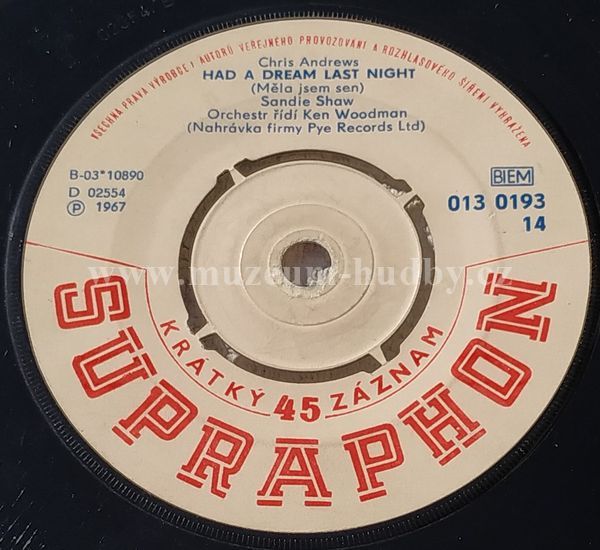 VŠECHNA PRÁVA VÝROBCE I AUTORŮ VEŘEJNÉHO PROVOZOVÁNÍ A ROZHLASOVÉHO ŠÍŘENÍ VYHRAŽENA
Chris Andrews
HAD A DREAM LAST NIGHT
(Měla jsem sen)
Sandie Shaw
Orchestr řídí Ken Woodman
(Nahrávka firmy Pye Records Ltd)
B-03*10890
D 02554
Ⓟ 1967
BIEM
013 0193
14
www.muzeum-hudby.cz
KRÁTKÝ 45 ZÁZNAM
SUPRAPHON